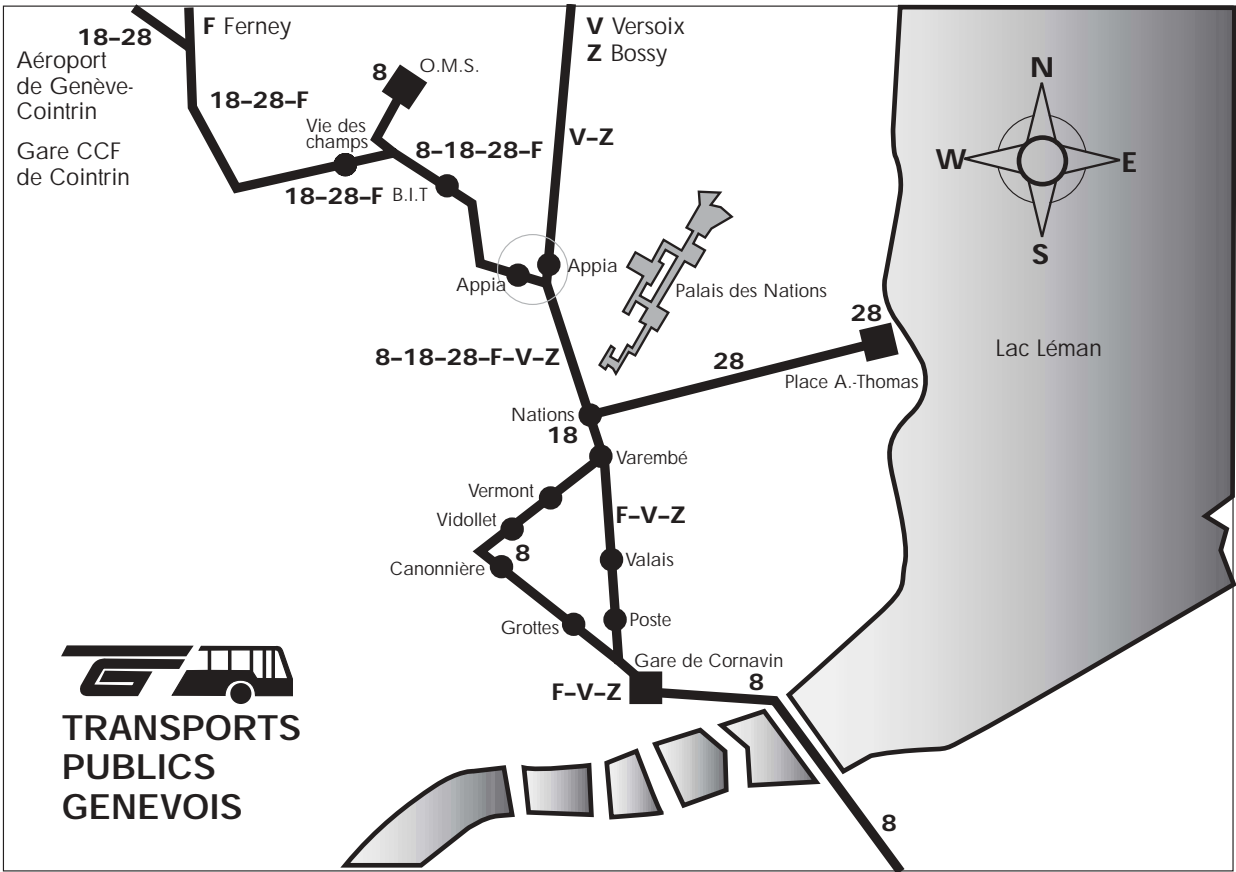 18–28
F Ferney
V Versoix
Z Bossy
Aéroport
de Genève-
Cointrin
Gare CCF
de Cointrin
8
O.M.S.
18–28–F
Vie des
champs
8–18–28–F
V–Z
18–28–F
B.I.T
N
W
E
S
Appia
Appia
Palais des Nations
28
8–18–28–F–V–Z
28
Lac Léman
Place A.-Thomas
Nations
18
Varembé
Vermont
Vidollet
F–V–Z
8
Canonnière
Valais
Grottes
Poste
Gare de Cornavin
F–V–Z
8
TRANSPORTS
PUBLICS
GENEVOIS
8